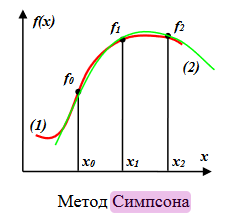 f(x)
f₀
f₁
f₂
(1)
(2)
x₀
x₁
x₂
x
Метод Симпсона